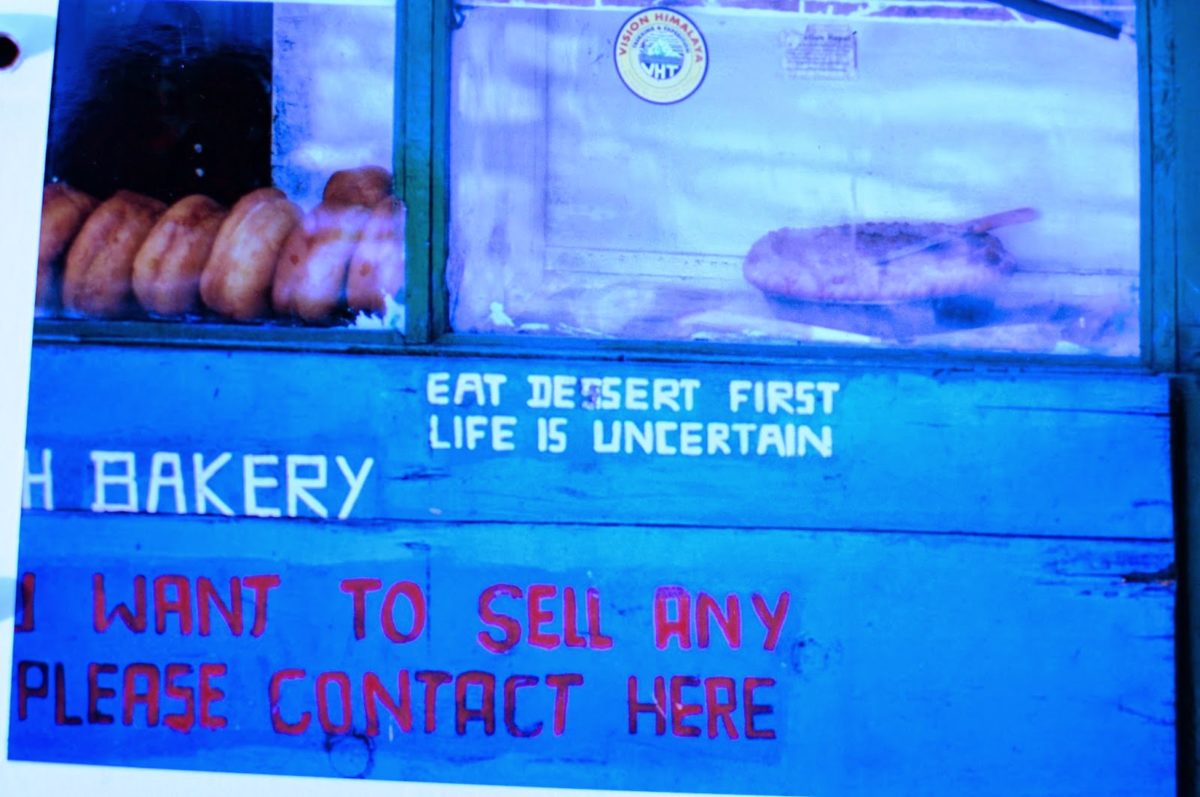 VISION HIMALAYA
VHT
EAT DESSERT FIRST
LIFE IS UNCERTAIN
H BAKERY
WANT TO SELL ANY
PLEASE CONTACT HERE